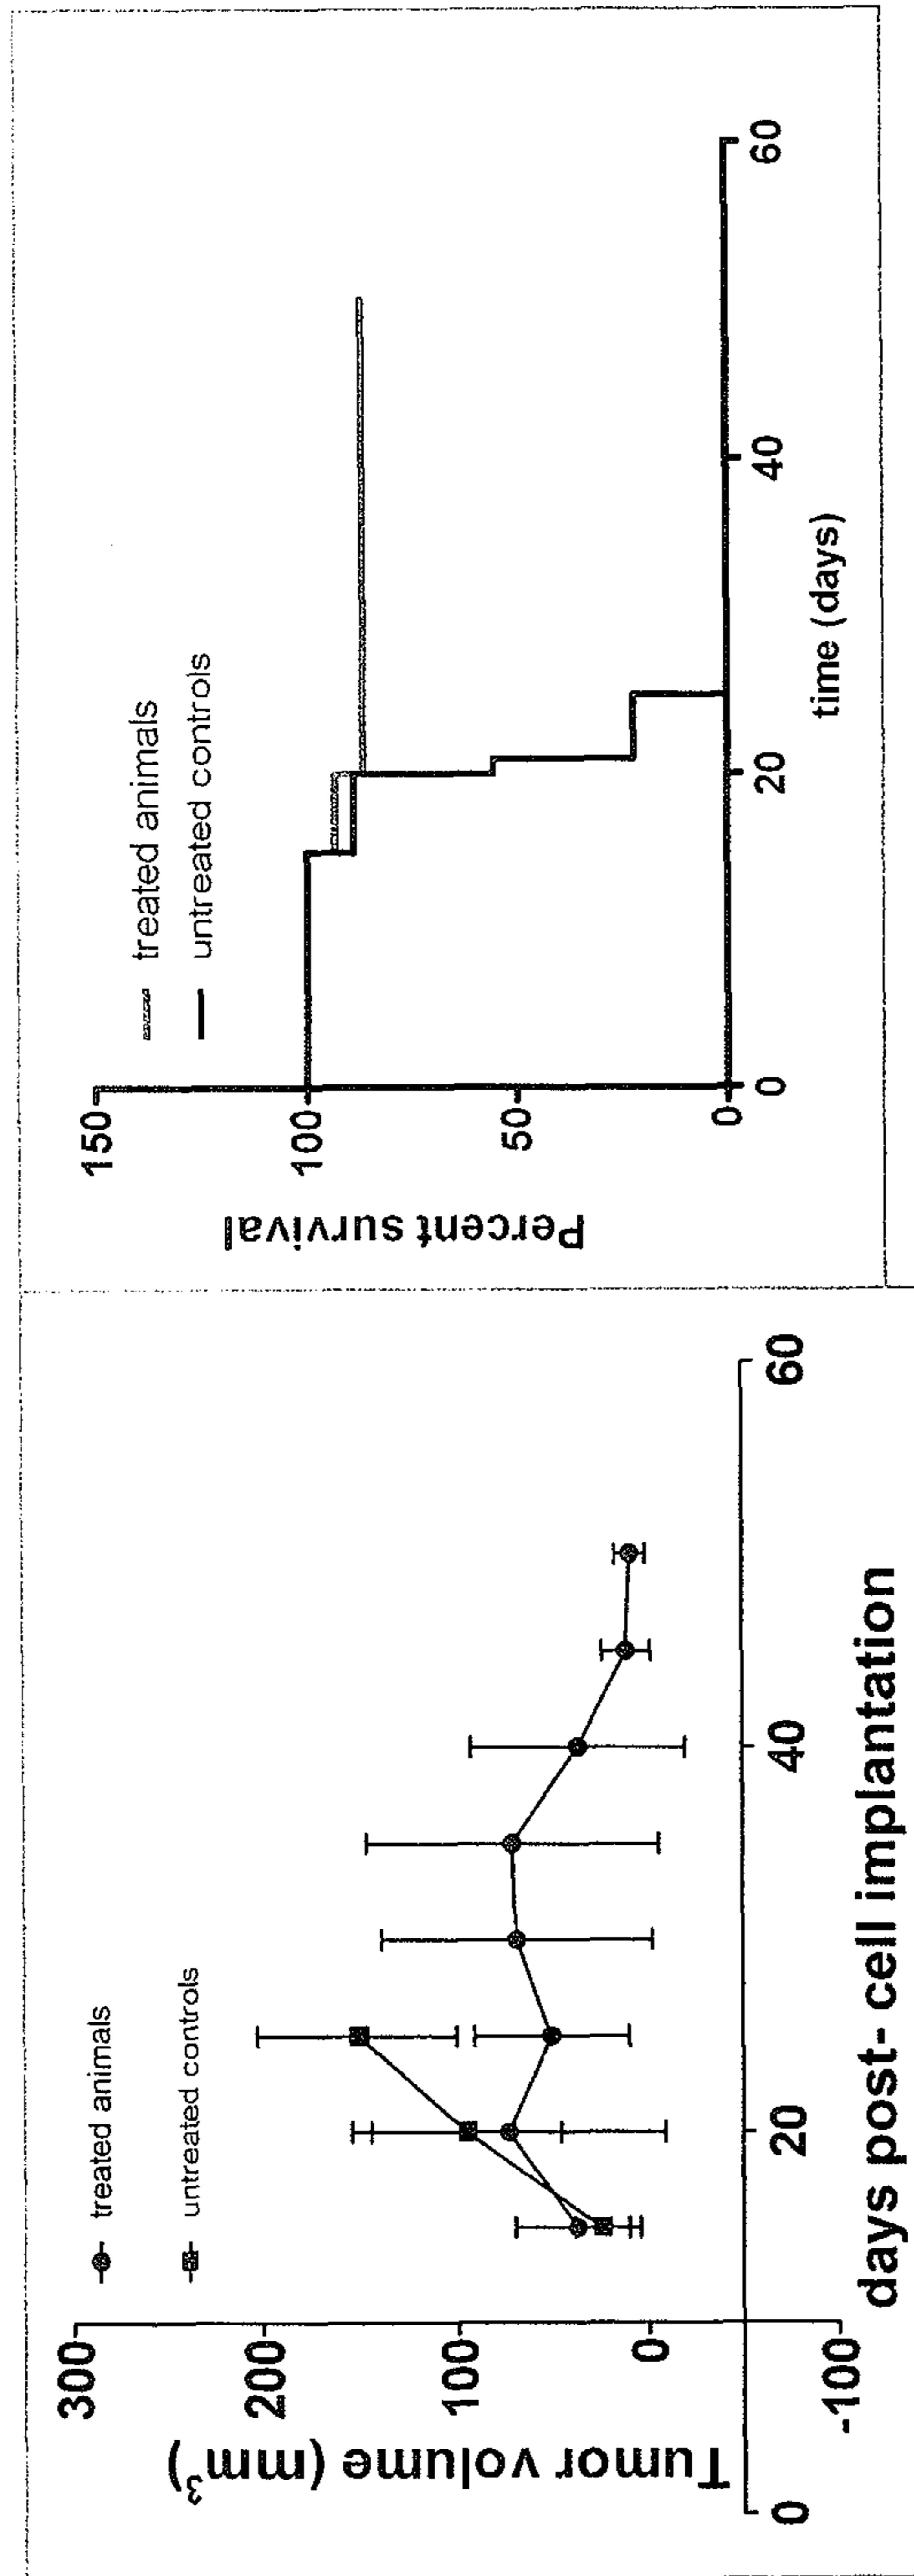 treated animals
untreated controls
Tumor volume (mm³)
300
200
100
0
-100
0
20
40
60
days post- cell implantation
treated animals
untreated controls
Percent survival
150
100
50
0
0
20
40
60
time (days)